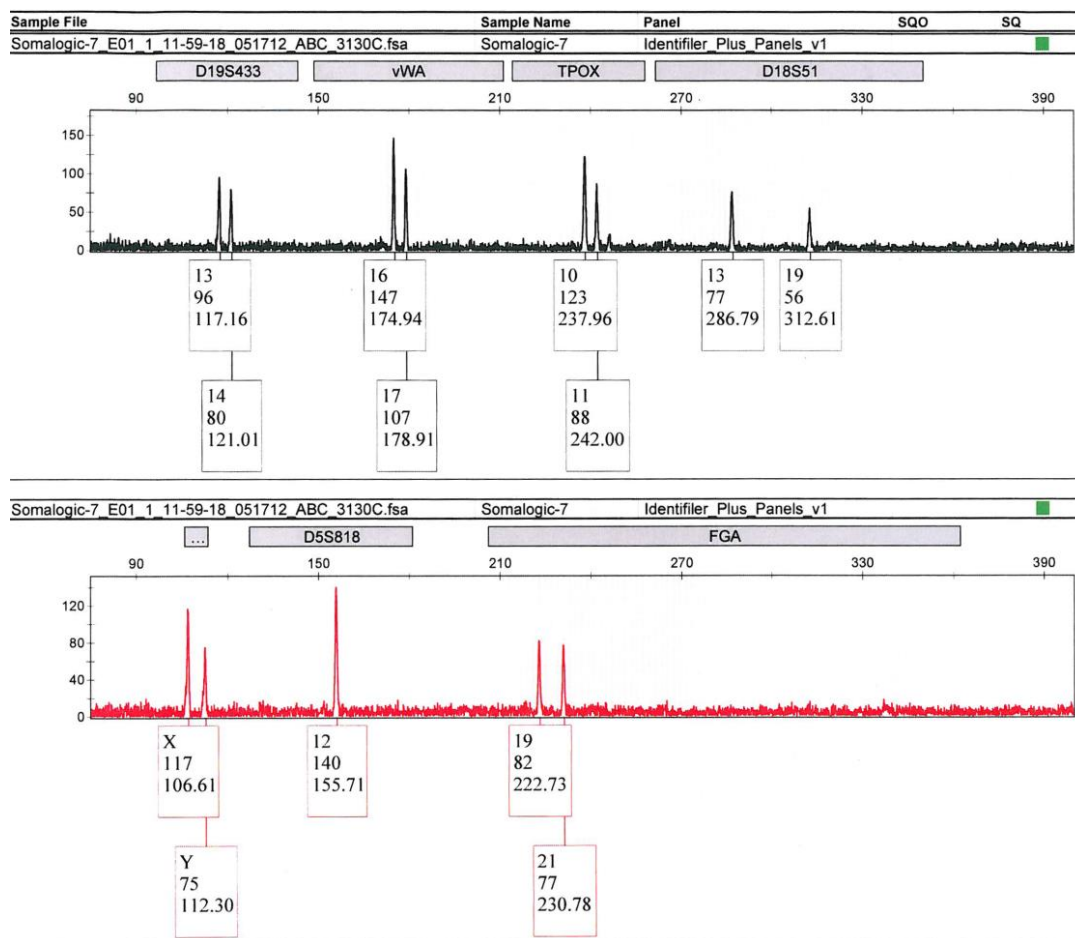 Sample File Sample Name Panel SQO SQ
Somalogic-7_E01_1_11-59-18_051712_ABC_3130C.fsa Somalogic-7 Identifiler_Plus_Panels_v1
D19S433 vWA TPOX D18S51
90 150 210 270 330 390
150
100
50
0
13 16 10 13 19
96 147 123 77 56
117.16 174.94 237.96 286.79 312.61
14 17 11
80 107 88
121.01 178.91 242.00
Somalogic-7_E01_1_11-59-18_051712_ABC_3130C.fsa Somalogic-7 Identifiler_Plus_Panels_v1
... D5S818 FGA
90 150 210 270 330 390
120
80
40
0
X 12 19
117 140 82
106.61 155.71 222.73
Y 21
75 77
112.30 230.78